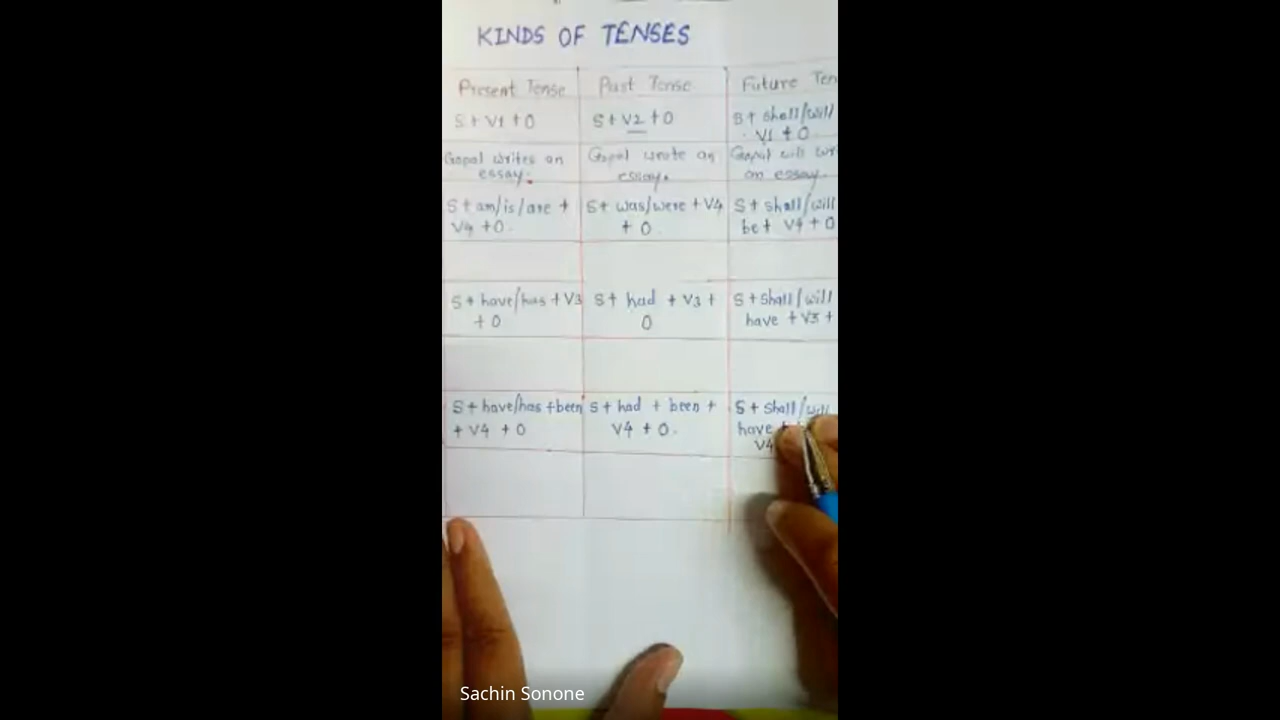 KINDS OF TENSES
Present Tense
Past Tense
Future Ten
S + V1 + O
S + V2 + O
S + shall/will/
V1 + O
Gopal writes an
essay.
Gopal wrote an
essay.
Gopal will wr
an essay.
S + am/is/are +
V4 + O.
S + was/were + V4
+ O.
S + shall/will
be + V4 + O
S + have/has + V3
+ O
S + had + V3 +
O
S + shall/will
have + V3 +
S + have/has + been
+ V4 + O
S + had + been +
V4 + O.
S + shall/will
have +
V4
Sachin Sonone